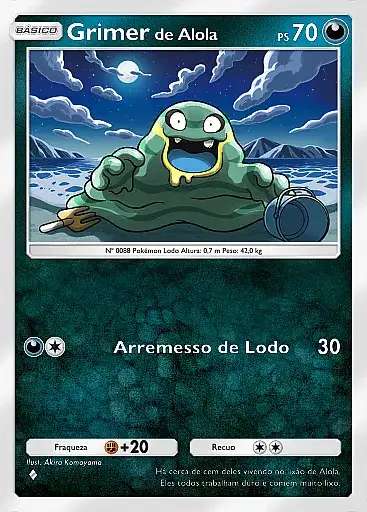 BÁSICO Grimer de Alola PS 70
Nº 0088 Pokémon Lodo Altura: 0,7 m Peso: 42,0 kg
Arremesso de Lodo 30
Fraqueza +20 Recuo
Ilust. Akira Komayama
Há cerca de cem deles vivendo no lixão de Alola.
Eles todos trabalham duro e comem muito lixo.